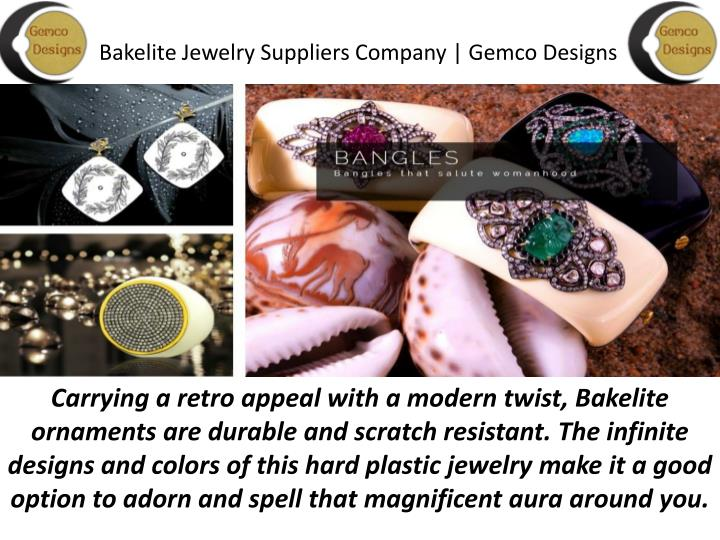 Gemco
Designs
Bakelite Jewelry Suppliers Company | Gemco Designs
Gemco
Designs
BANGLES
Bangles that salute womanhood
Carrying a retro appeal with a modern twist, Bakelite
ornaments are durable and scratch resistant. The infinite
designs and colors of this hard plastic jewelry make it a good
option to adorn and spell that magnificent aura around you.